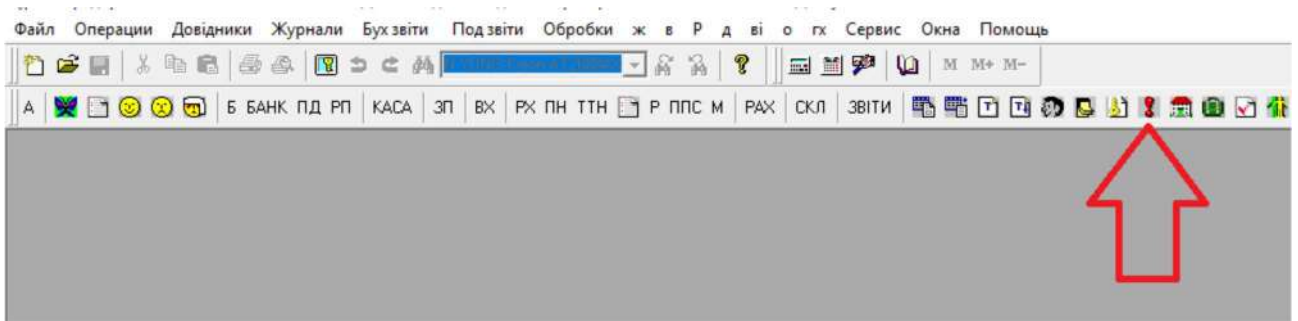 Файл Операции Довідники Журнали Бух звіти Под звіти Обробки ж в Р д ві о гх Сервис Окна Помощь
? М М+ М-
А Б БАНК ПД РП КАСА ЗП ВХ РХ ПН ТТН Р ППС М РАХ СКЛ ЗВІТИ